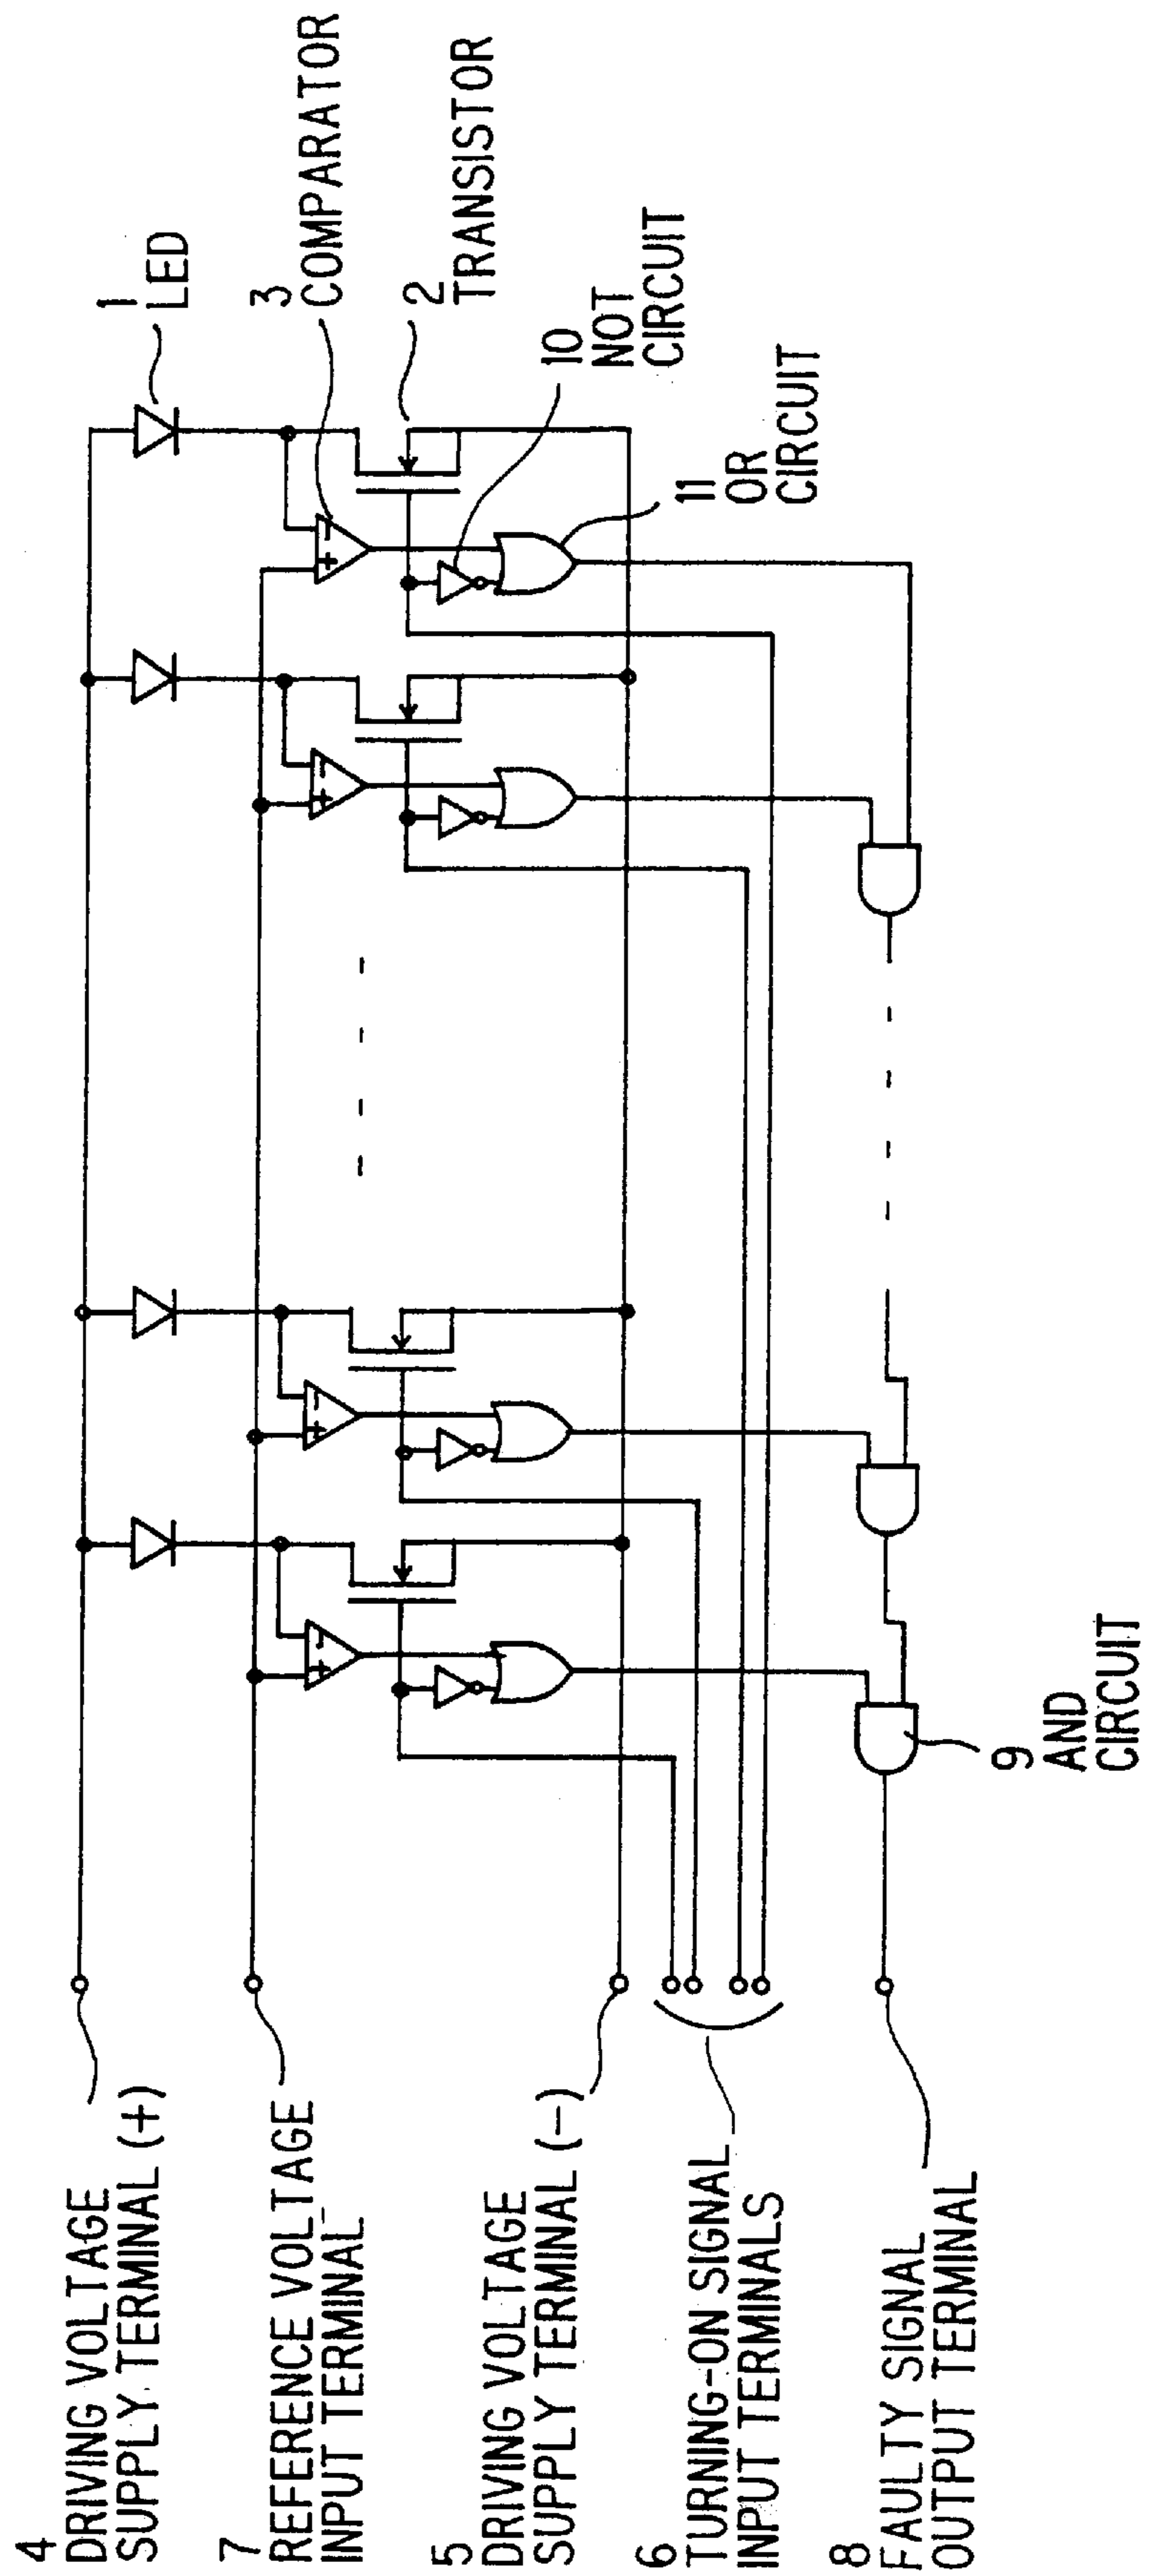 4
DRIVING VOLTAGE
SUPPLY TERMINAL (+)
7
REFERENCE VOLTAGE
INPUT TERMINAL
5
DRIVING VOLTAGE
SUPPLY TERMINAL (−)
6
TURNING-ON SIGNAL
INPUT TERMINALS
8
FAULTY SIGNAL
OUTPUT TERMINAL
1
LED
3
COMPARATOR
2
TRANSISTOR
10
NOT
CIRCUIT
11
OR
CIRCUIT
9
AND
CIRCUIT
+ −
+ −
+ −
+ −